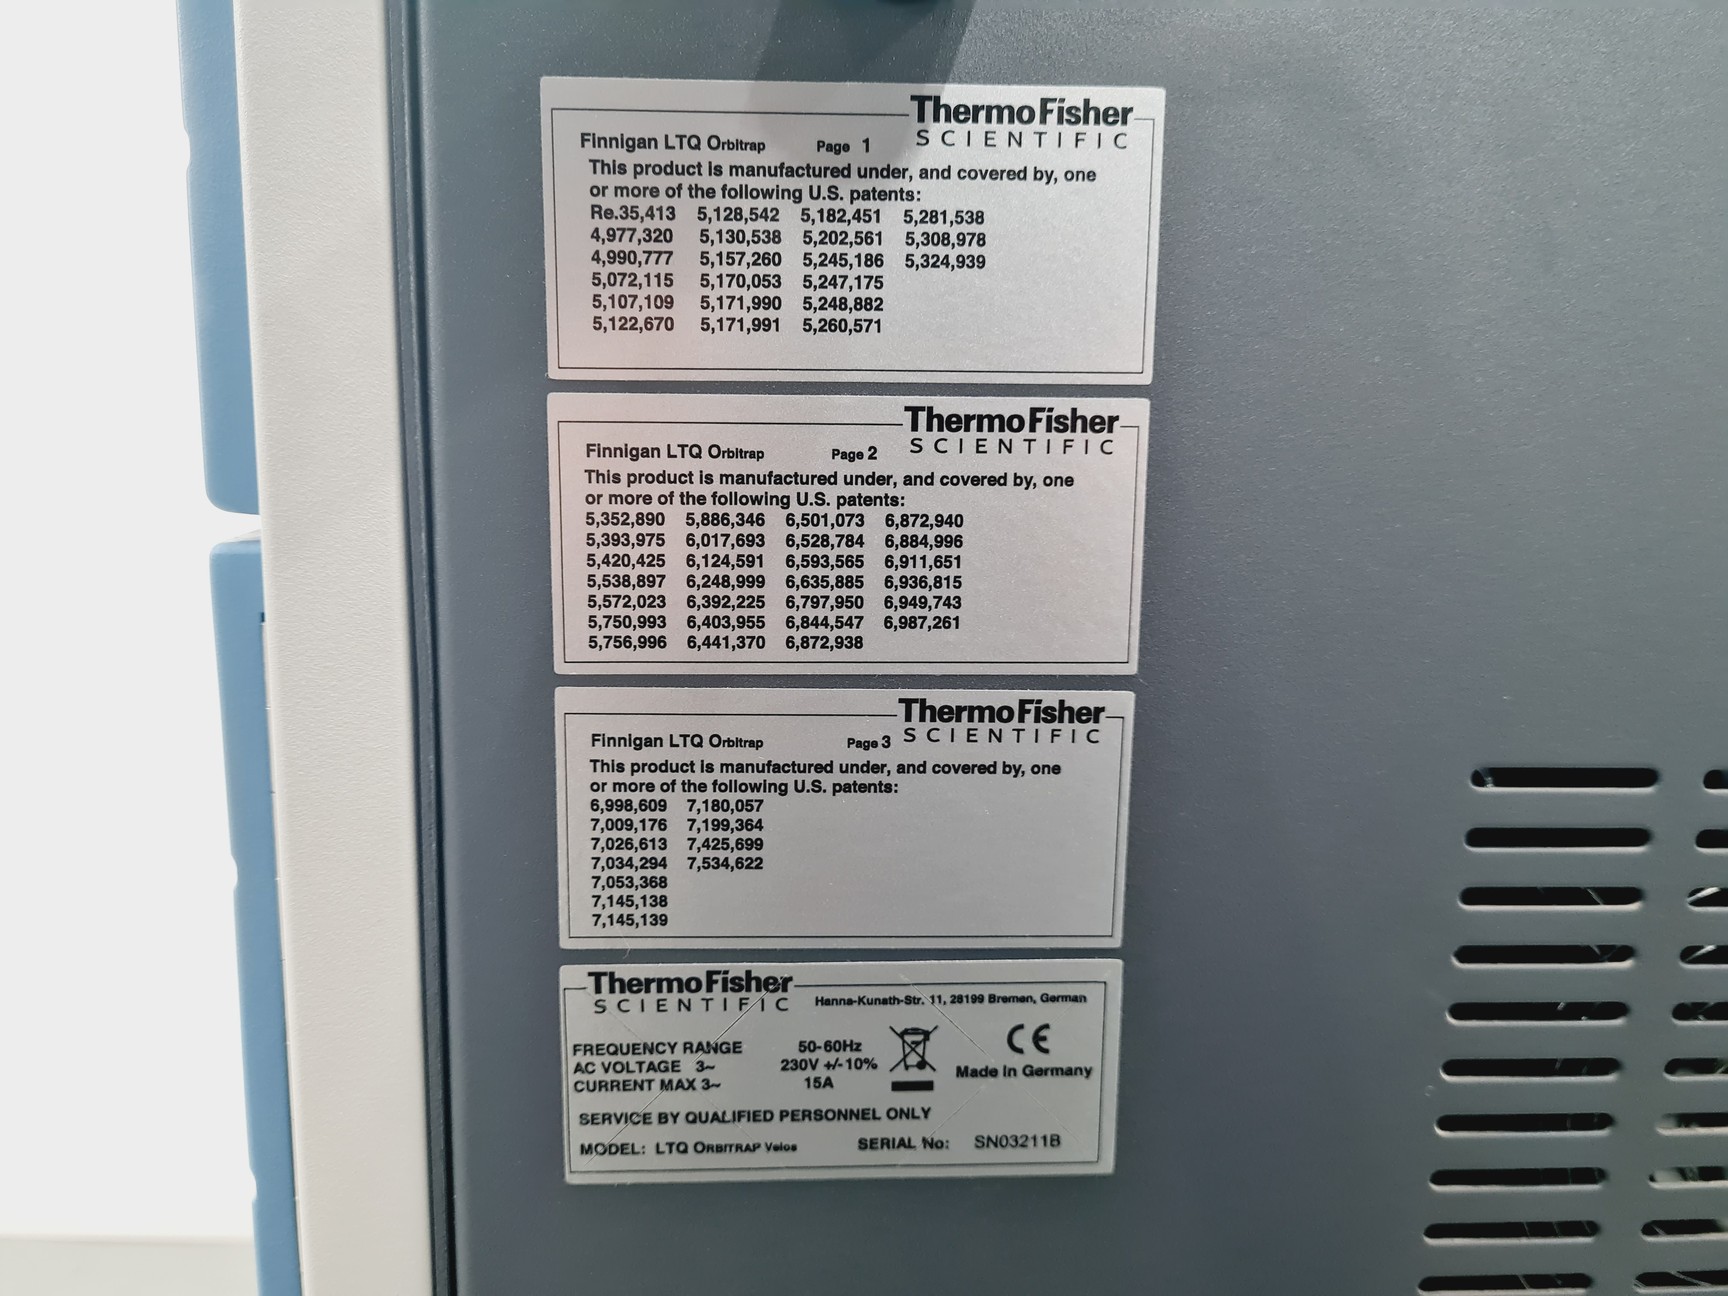 ThermoFisher
SCIENTIFIC
Finnigan LTQ Orbitrap Page 1
This product is manufactured under, and covered by, one
or more of the following U.S. patents:
Re.35,413 5,128,542 5,182,451 5,281,538
4,977,320 5,130,538 5,202,561 5,308,978
4,990,777 5,157,260 5,245,186 5,324,939
5,072,115 5,170,053 5,247,175
5,107,109 5,171,990 5,248,882
5,122,670 5,171,991 5,260,571
ThermoFisher
SCIENTIFIC
Finnigan LTQ Orbitrap Page 2
This product is manufactured under, and covered by, one
or more of the following U.S. patents:
5,352,890 5,886,346 6,501,073 6,872,940
5,393,975 6,017,693 6,528,784 6,884,996
5,420,425 6,124,591 6,593,565 6,911,651
5,538,897 6,248,999 6,635,885 6,936,815
5,572,023 6,392,225 6,797,950 6,949,743
5,750,993 6,403,955 6,844,547 6,987,261
5,756,996 6,441,370 6,872,938
ThermoFisher
SCIENTIFIC
Finnigan LTQ Orbitrap Page 3
This product is manufactured under, and covered by, one
or more of the following U.S. patents:
6,998,609 7,180,057
7,009,176 7,199,364
7,026,613 7,425,699
7,034,294 7,534,622
7,053,368
7,145,138
7,145,139
ThermoFisher
SCIENTIFIC
Hanna-Kunath-Str. 11, 28199 Bremen, German
FREQUENCY RANGE 50-60Hz
AC VOLTAGE 3~ 230V +/-10%
CURRENT MAX 3~ 15A
CE
Made in Germany
SERVICE BY QUALIFIED PERSONNEL ONLY
MODEL: LTQ ORBITRAP Velos SERIAL No: SN03211B